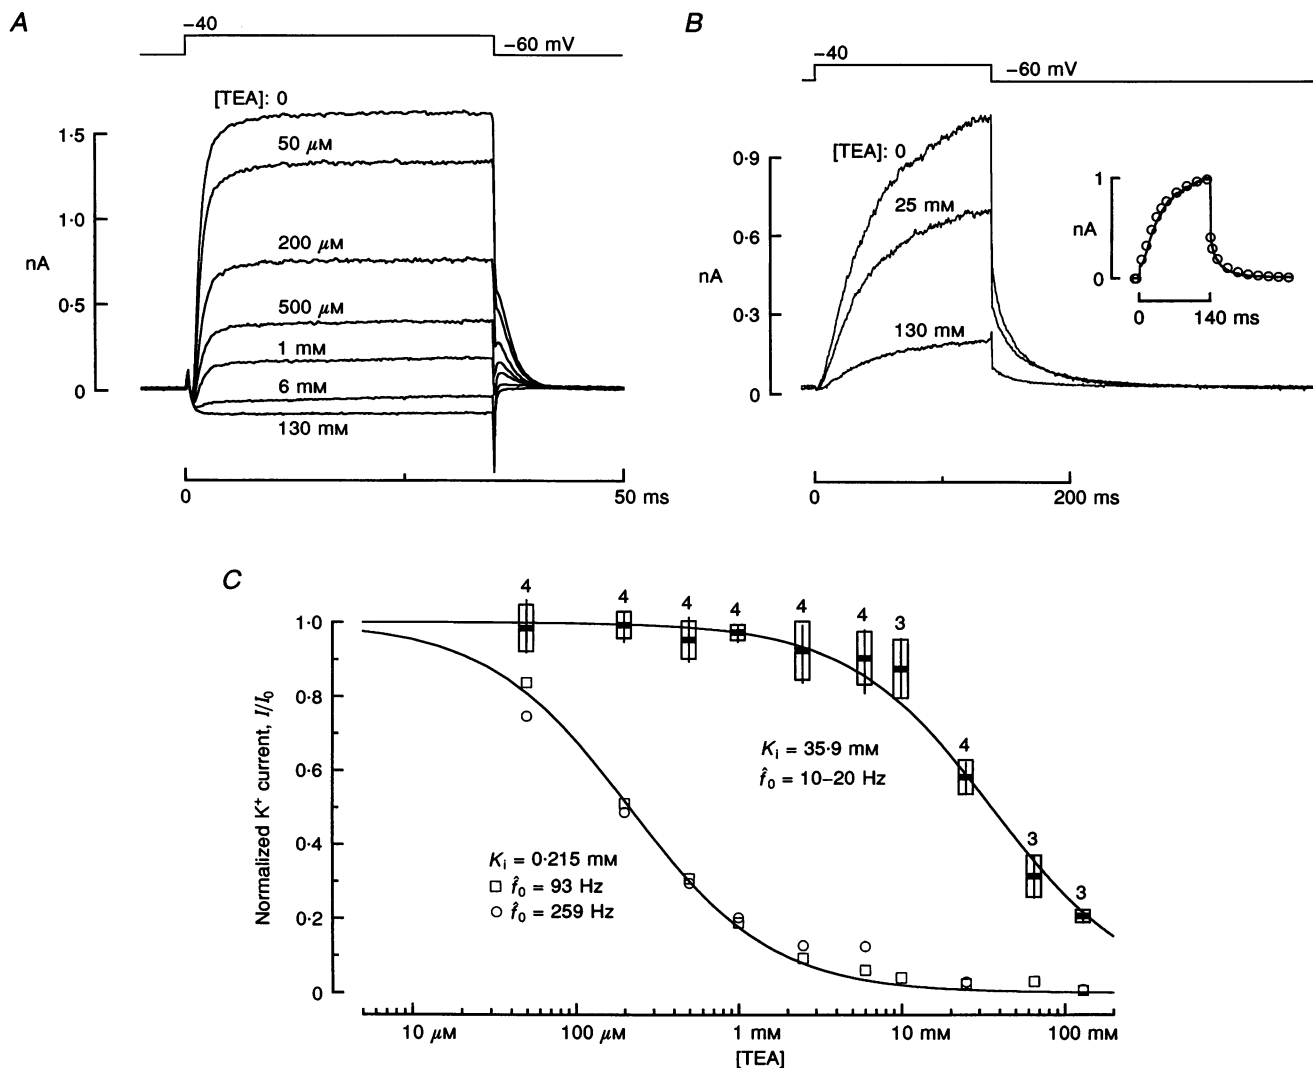 A
-40
-60 mV
[TEA]: 0
50 μM
200 μM
500 μM
1 mM
6 mM
130 mM
1·5
1·0
nA
0·5
0
0
50 ms
B
-40
-60 mV
[TEA]: 0
25 mM
130 mM
0·9
0·6
nA
0·3
0
0
200 ms
1
nA
0
0
140 ms
C
4
4
4
4
4
4
3
4
3
3
Kᵢ = 35·9 mM
f̂₀ = 10–20 Hz
Kᵢ = 0·215 mM
□ f̂₀ = 93 Hz
○ f̂₀ = 259 Hz
Normalized K⁺ current, I/I₀
1·0
0·8
0·6
0·4
0·2
0
10 μM
100 μM
1 mM
10 mM
100 mM
[TEA]